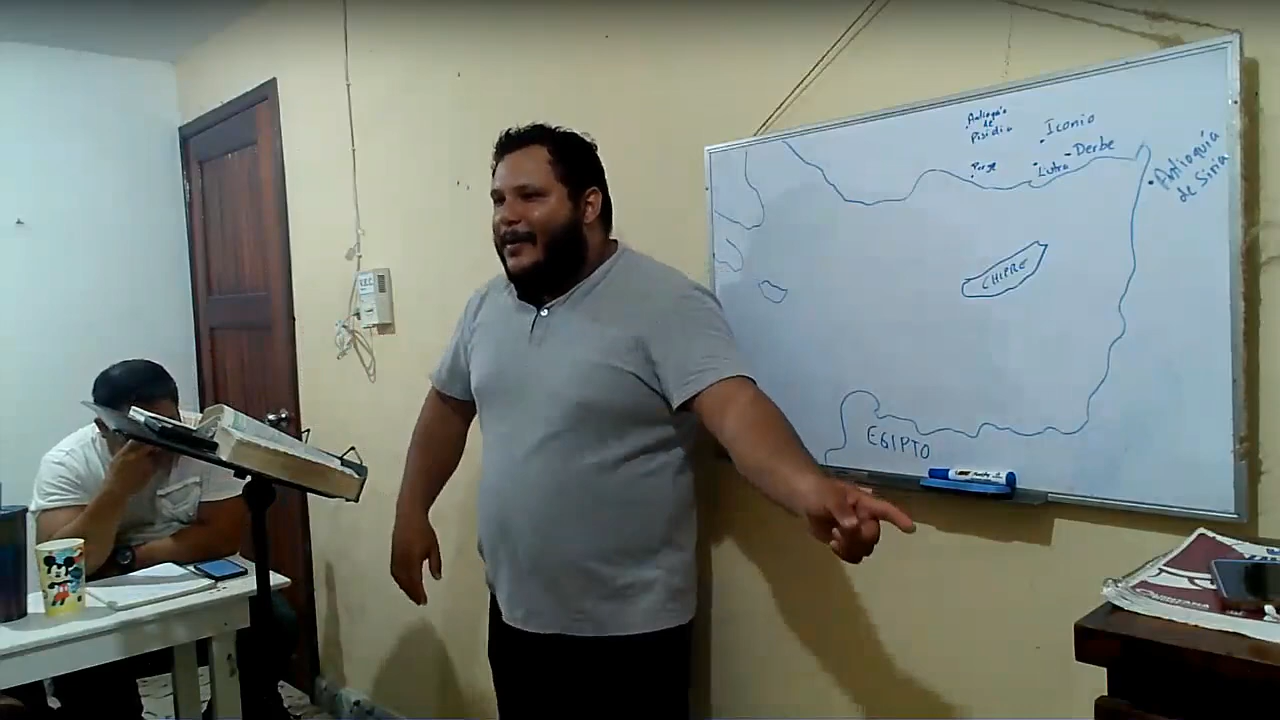 Antioquía
de
Pisidia
Iconio
Derbe
Perge
Listra
Antioquía
de Siria
CHIPRE
EGIPTO